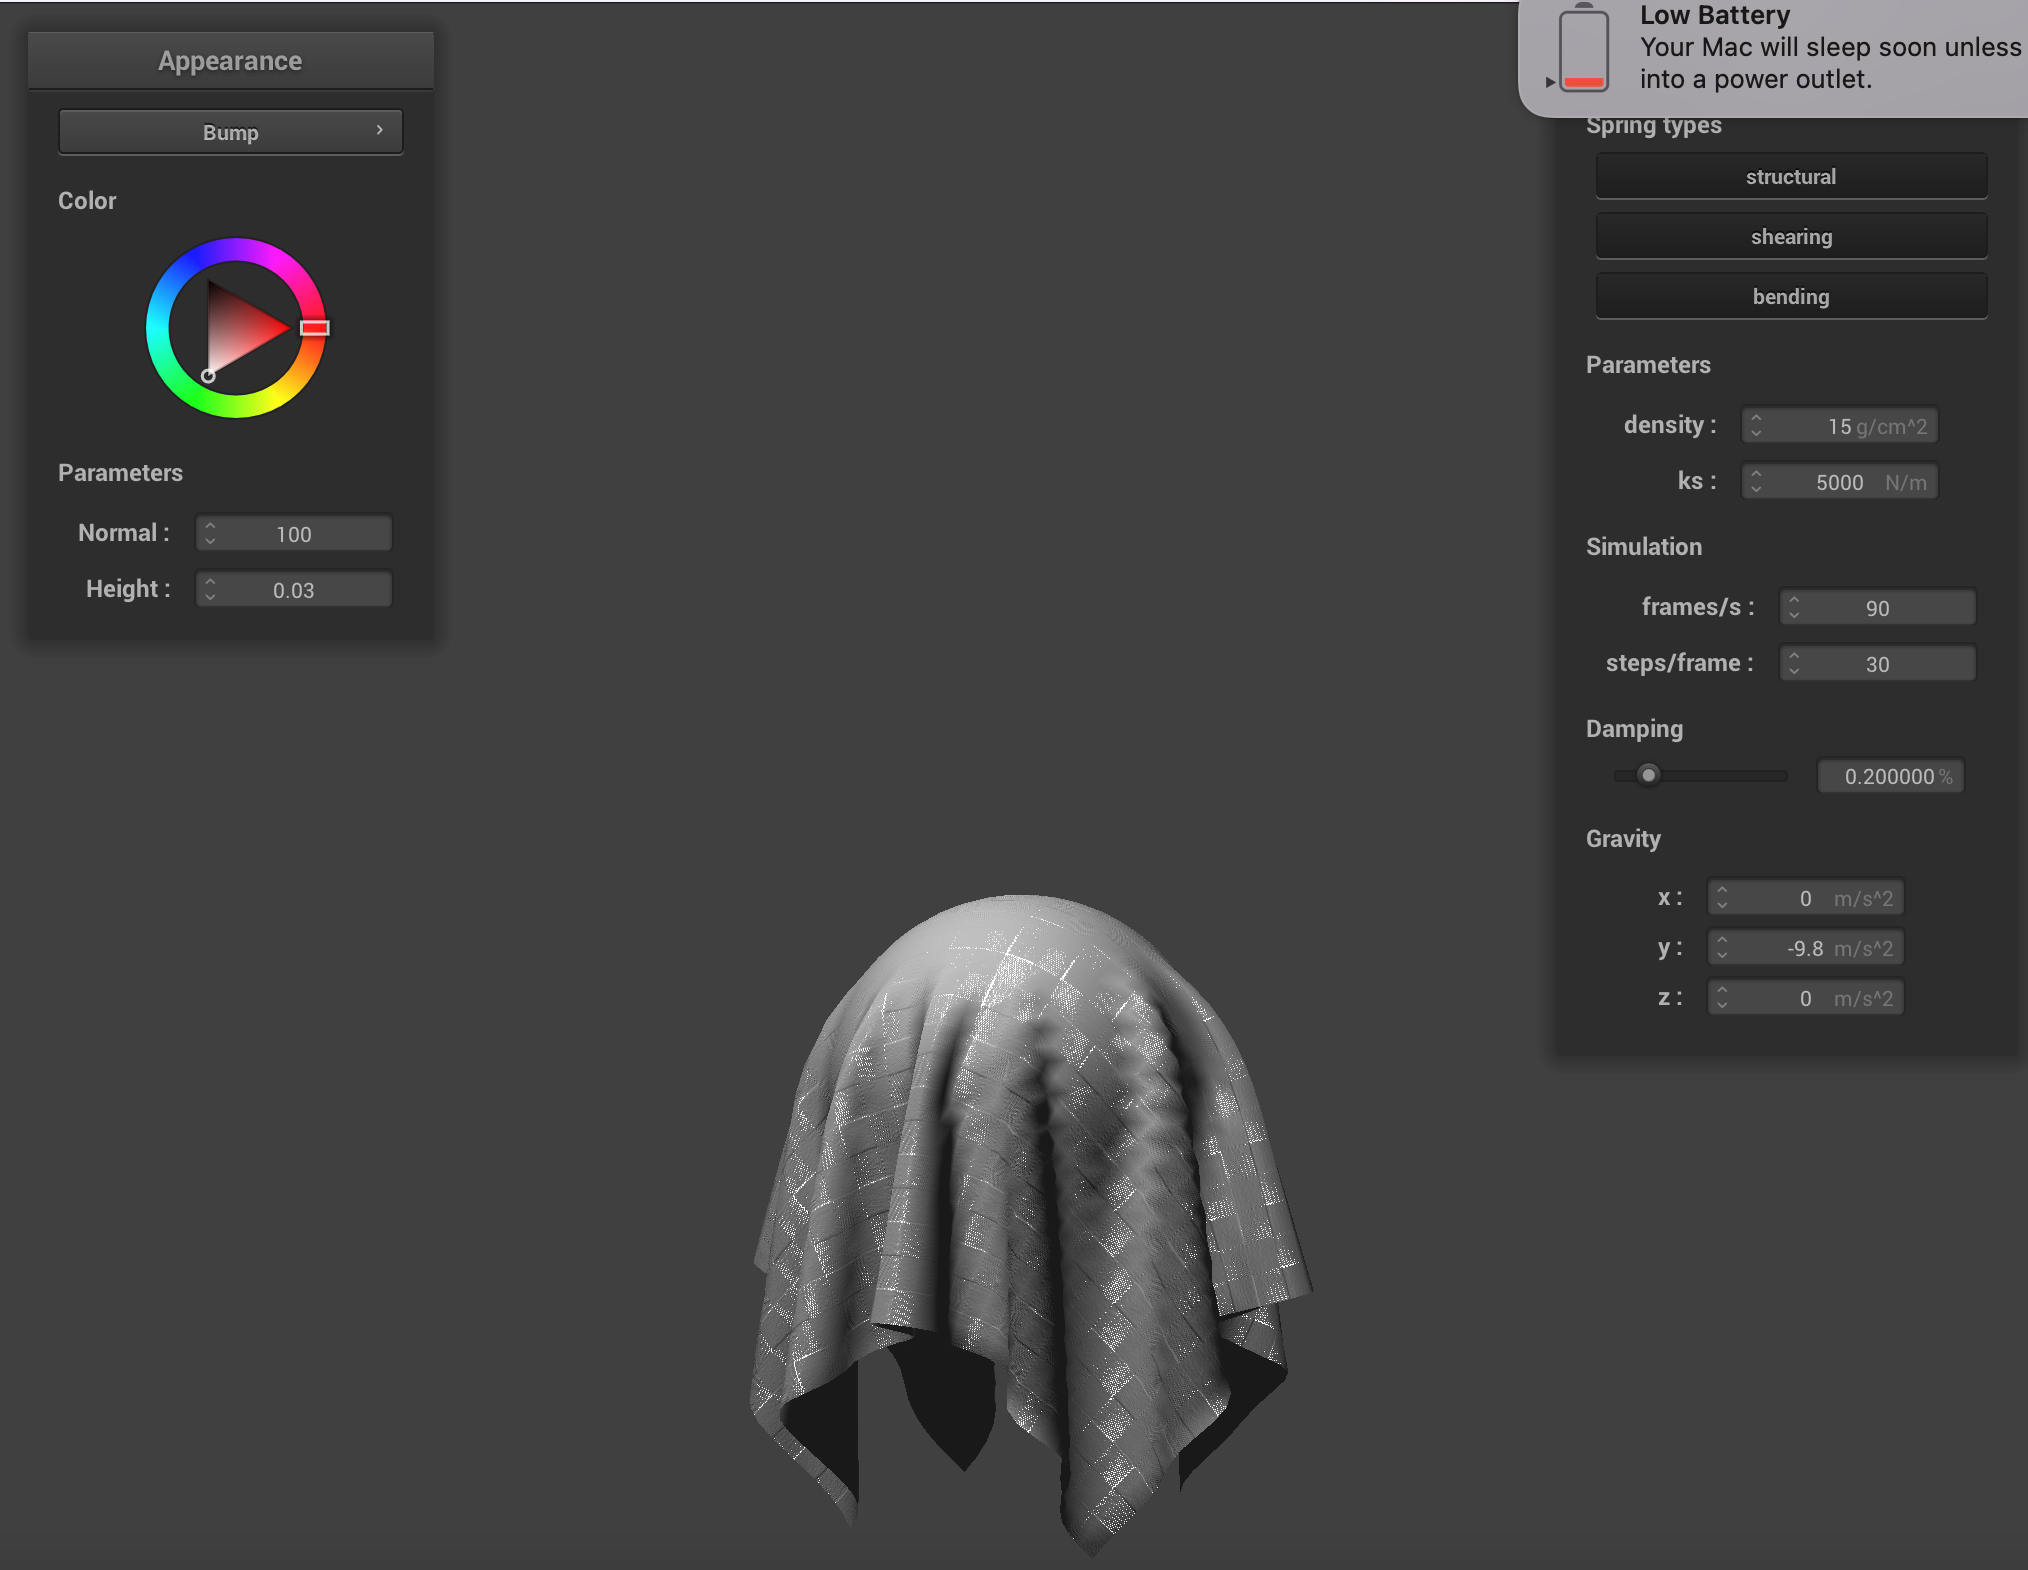 Appearance
Bump
Color
Parameters
Normal :
100
Height :
0.03
Low Battery
Your Mac will sleep soon unless
into a power outlet.
Spring types
structural
shearing
bending
Parameters
density : 15 g/cm^2
ks : 5000 N/m
Simulation
frames/s : 90
steps/frame : 30
Damping
0.200000 %
Gravity
x : 0 m/s^2
y : -9.8 m/s^2
z : 0 m/s^2